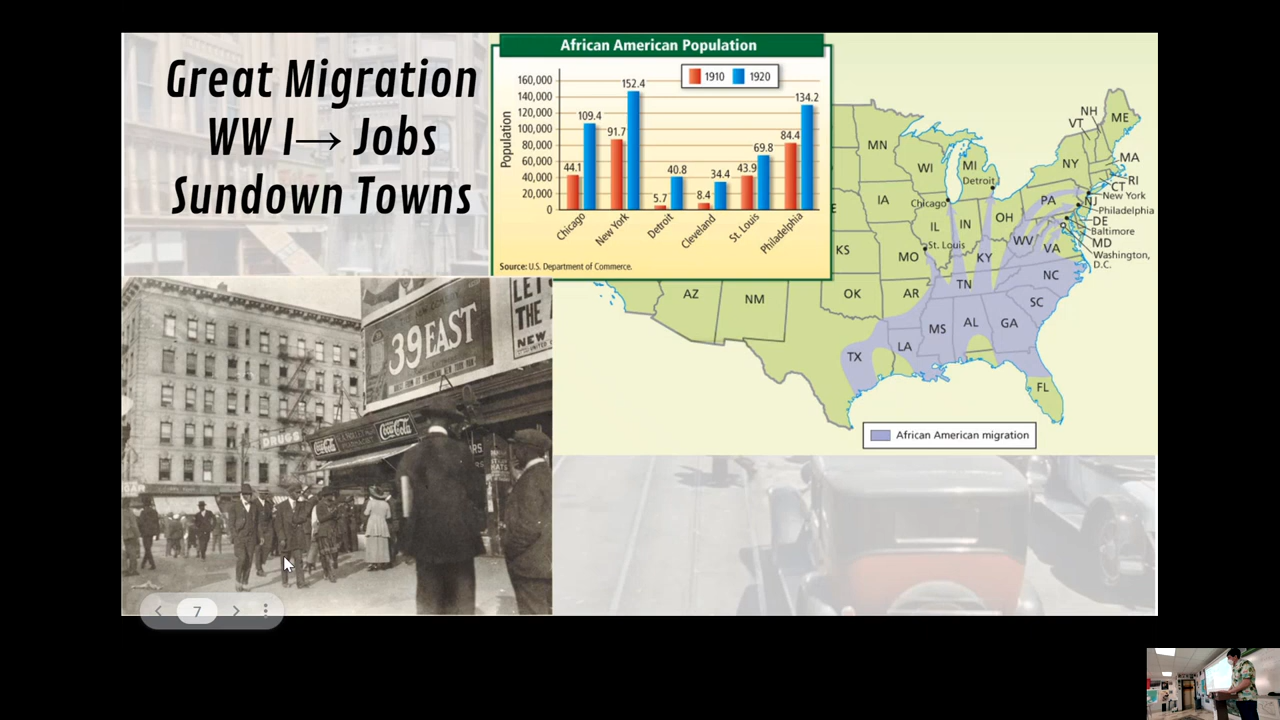 Great Migration
WW I→ Jobs
Sundown Towns
African American Population
1910 1920
Population
160,000
140,000
120,000
100,000
80,000
60,000
40,000
20,000
0
44.1
109.4
91.7
152.4
5.7
40.8
8.4
34.4
43.9
69.8
84.4
134.2
Chicago
New York
Detroit
Cleveland
St. Louis
Philadelphia
Source: U.S. Department of Commerce.
NH
VT
ME
MN
WI
MI
NY
MA
RI
CT
Detroit
New York
IA
Chicago
PA
NJ
Philadelphia
E
IL
IN
OH
DE
Baltimore
KS
MO
St. Louis
KY
WV
VA
MD
Washington,
D.C.
AZ
NM
OK
AR
TN
NC
SC
TX
LA
MS
AL
GA
FL
African American migration
39 EAST
LET'S
THE
NEW
DRUGS
Coca-Cola
Coca-Cola
HATS
7